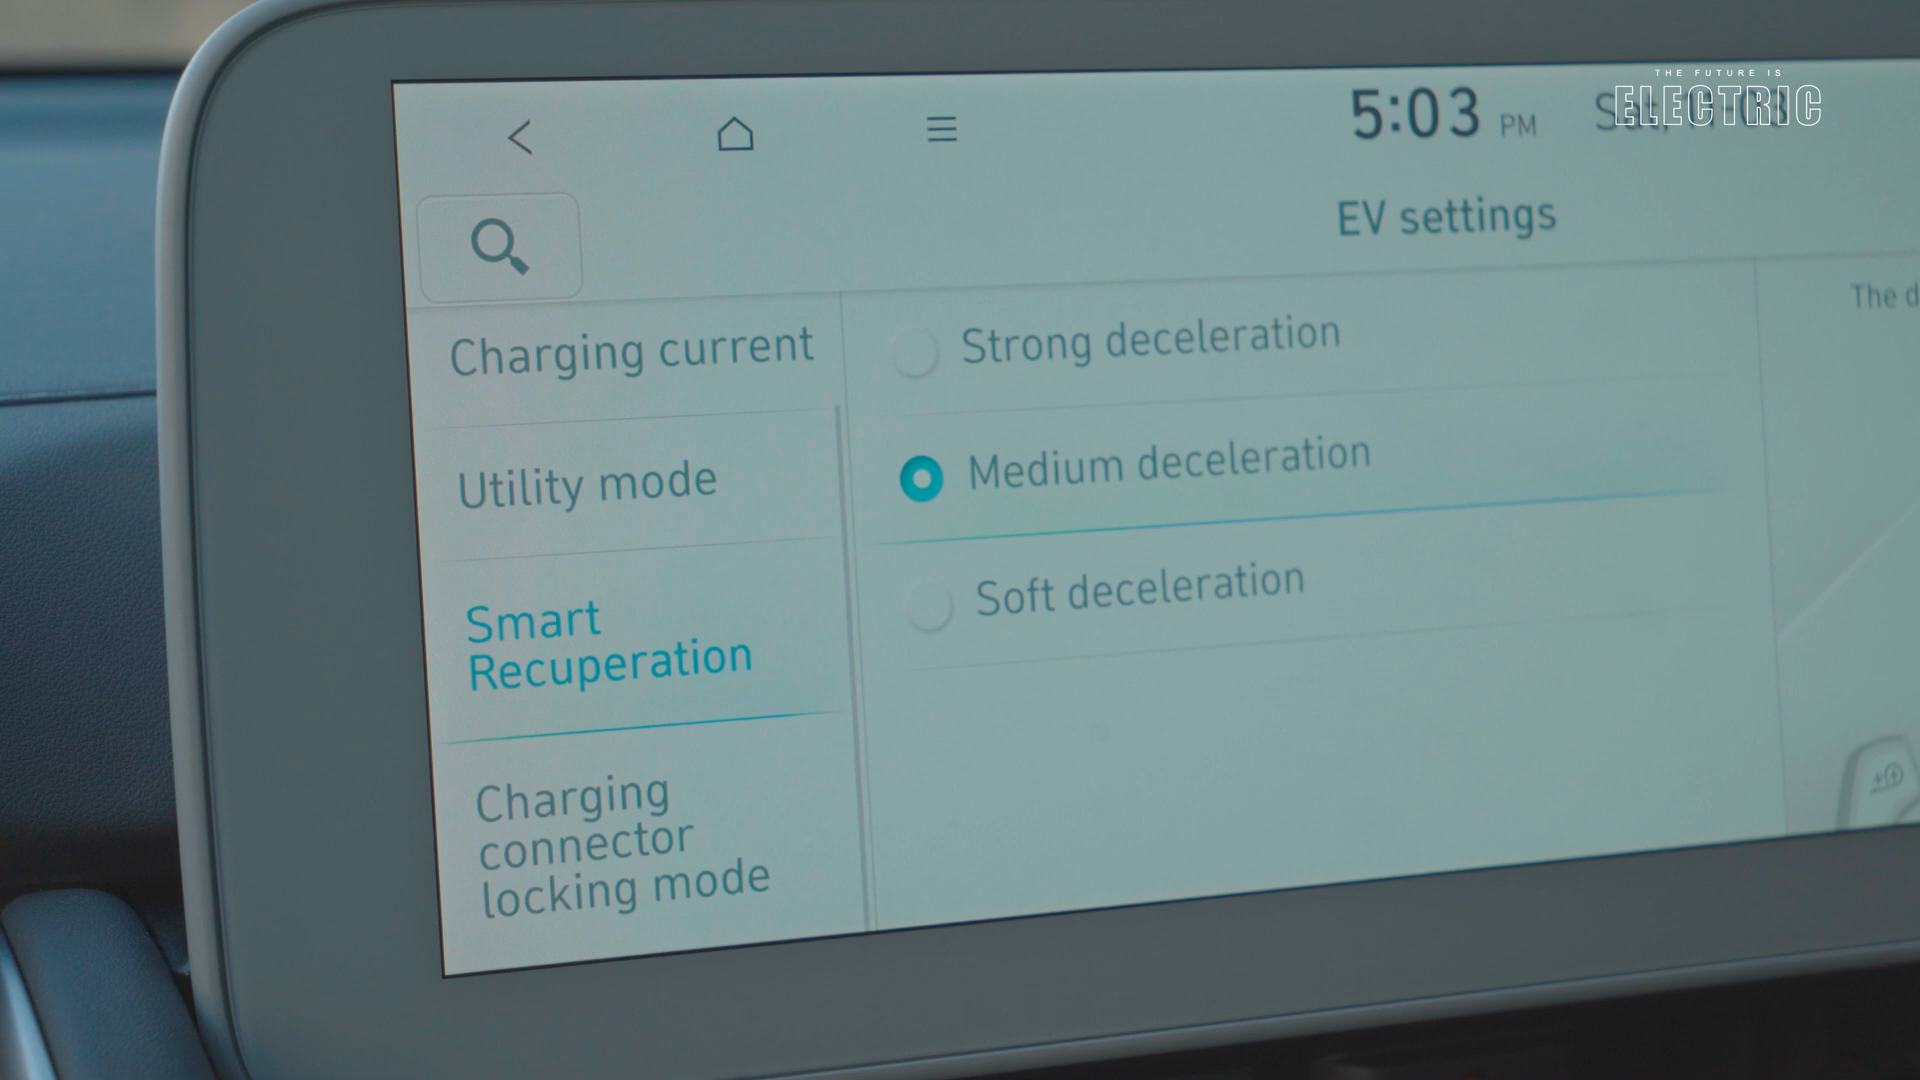 THE FUTURE IS
ELECTRIC
5:03 PM
EV settings
Charging current
Utility mode
Smart
Recuperation
Charging
connector
locking mode
Strong deceleration
Medium deceleration
Soft deceleration
The